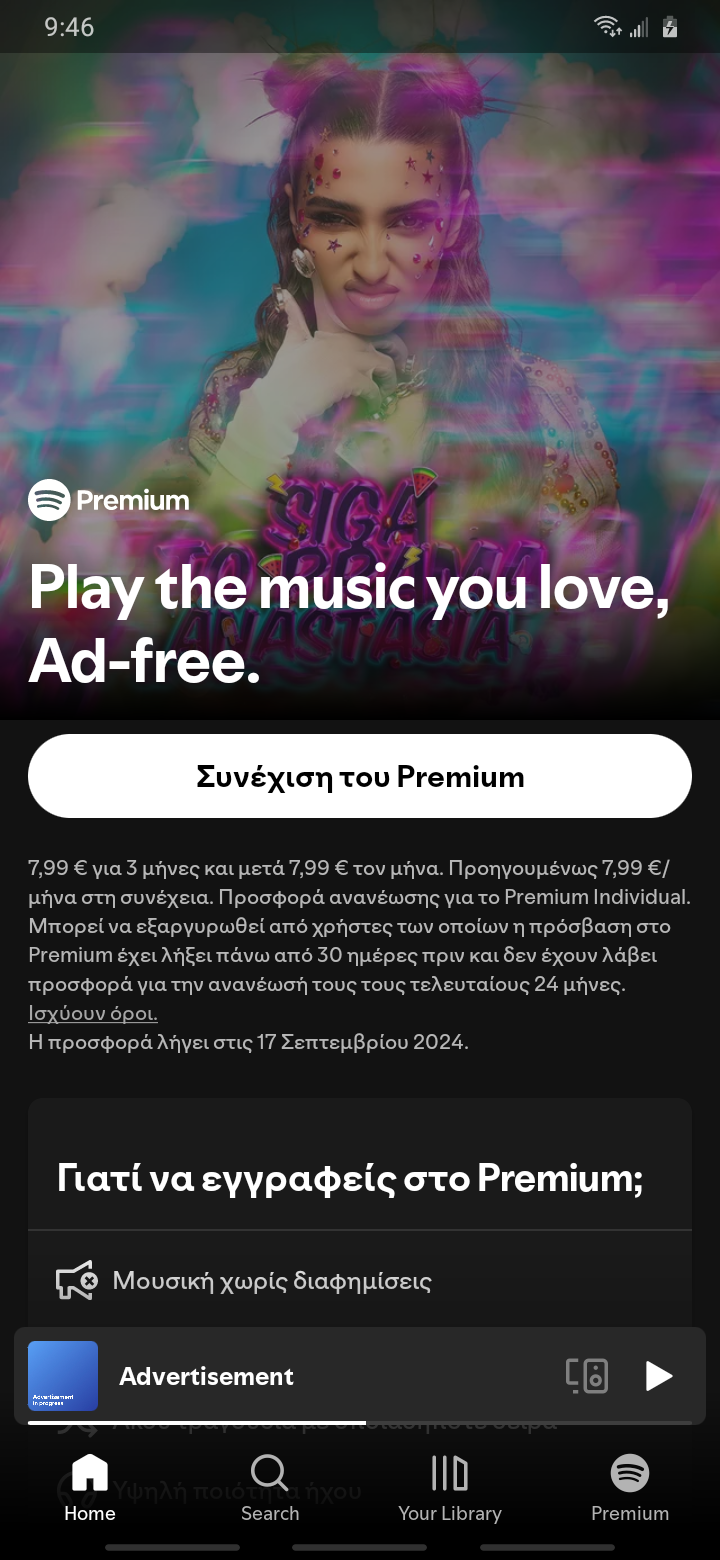 9:46
SIGA
TO DRAMA
ANASTASIA
Premium
Play the music you love,
Ad-free.
Συνέχιση του Premium
7,99 € για 3 μήνες και μετά 7,99 € τον μήνα. Προηγουμένως 7,99 €/
μήνα στη συνέχεια. Προσφορά ανανέωσης για το Premium Individual.
Μπορεί να εξαργυρωθεί από χρήστες των οποίων η πρόσβαση στο
Premium έχει λήξει πάνω από 30 ημέρες πριν και δεν έχουν λάβει
προσφορά για την ανανέωσή τους τους τελευταίους 24 μήνες.
Ισχύουν όροι.
Η προσφορά λήγει στις 17 Σεπτεμβρίου 2024.
Γιατί να εγγραφείς στο Premium;
Μουσική χωρίς διαφημίσεις
Advertisement
in progress
Advertisement
Άκου τραγούδια με οποιαδήποτε σειρά
Υψηλή ποιότητα ήχου
Home
Search
Your Library
Premium